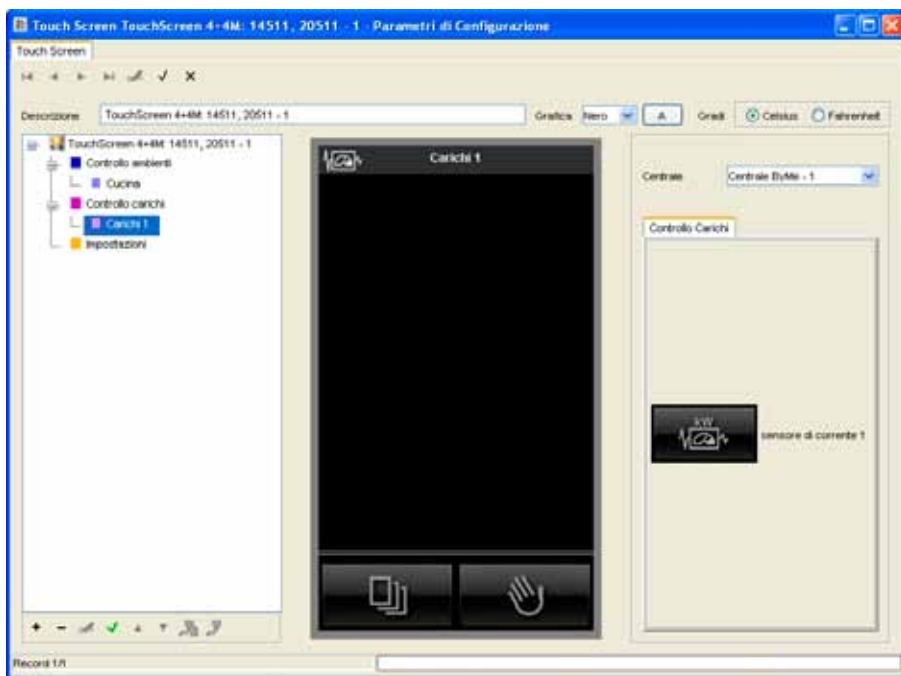 Touch Screen TouchScreen 4+4M: 14511, 20511 - 1 - Parametri di Configurazione
Touch Screen
Descrizione TouchScreen 4+4M: 14511, 20511 - 1 Grafica Nero A Gradi Celsius Fahrenheit
TouchScreen 4+4M: 14511, 20511 - 1
Controllo ambienti
Cucina
Controllo carichi
Carichi 1
Impostazioni
Carichi 1
Centrale Centrale ByMe - 1
Controllo Carichi
kW
sensore di corrente 1
Record 1/1